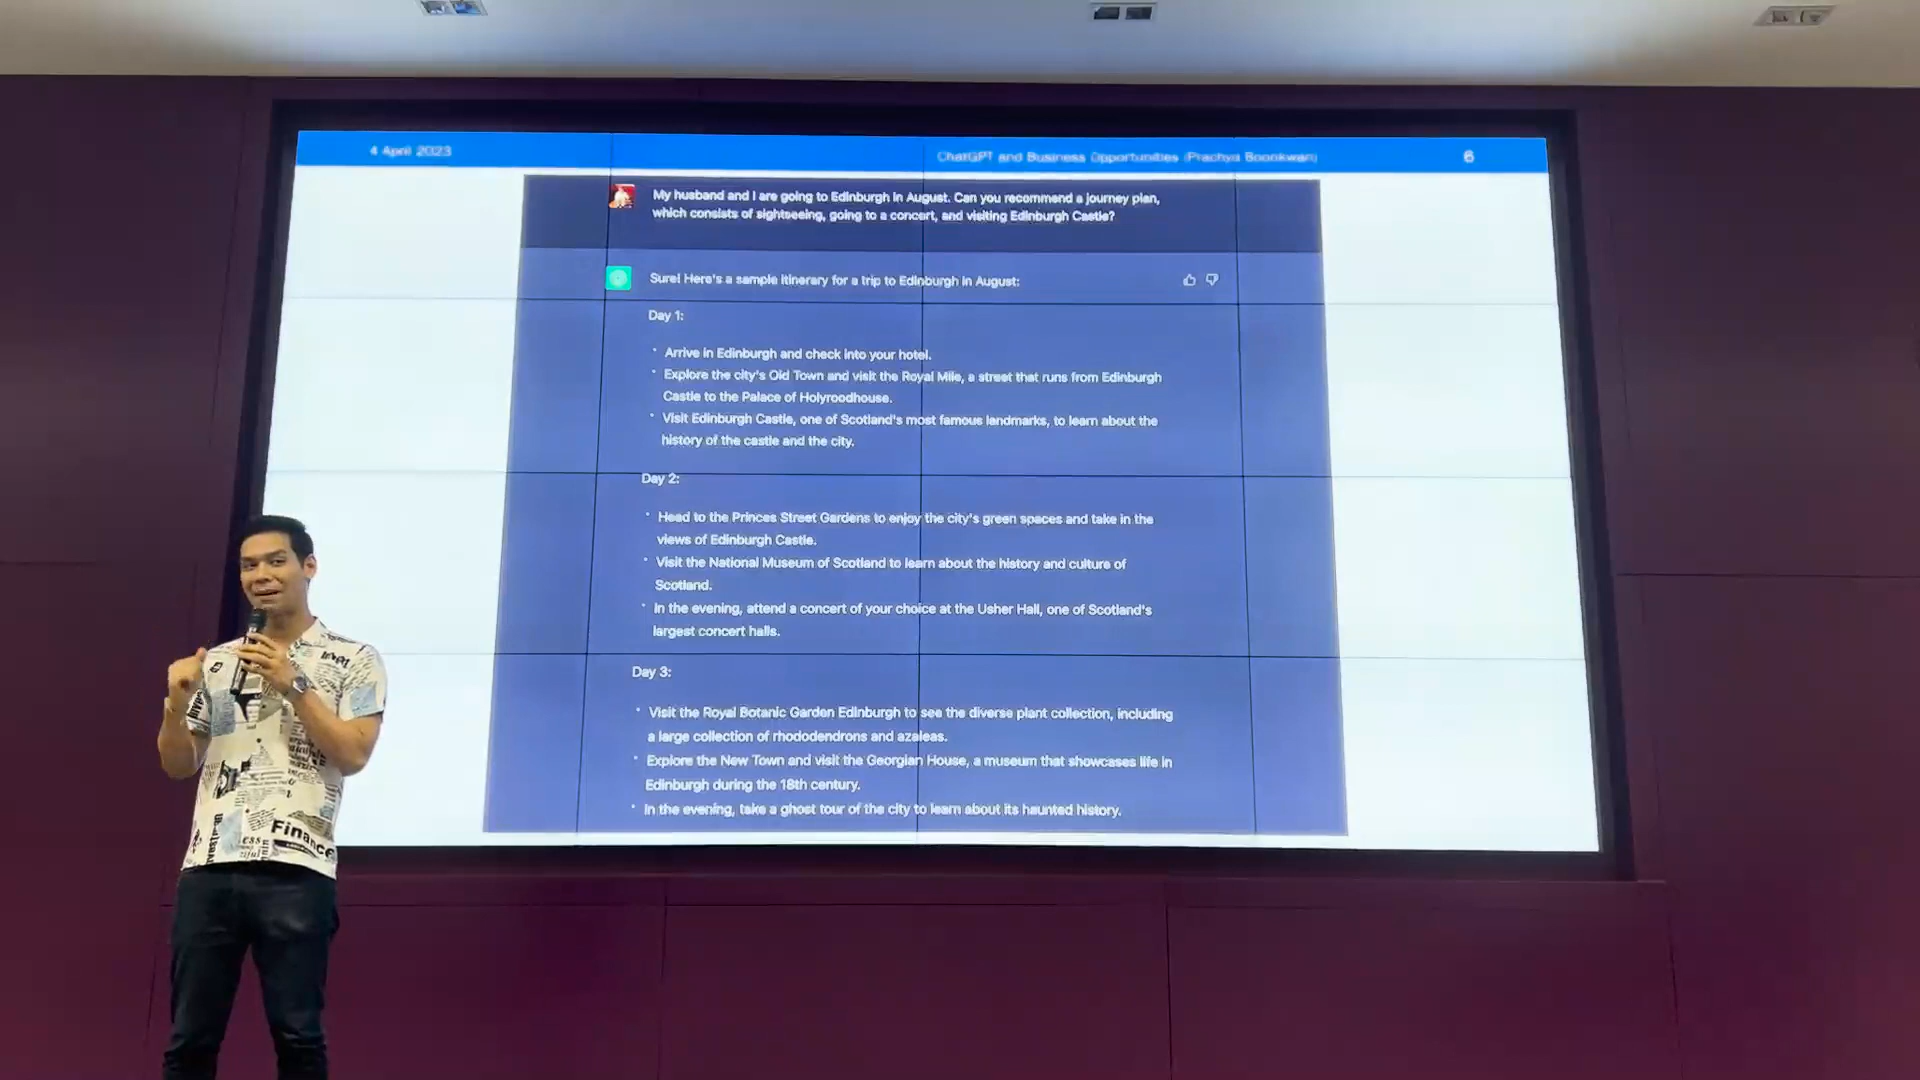 4 April 2023
ChatGPT and Business Opportunities (Prachya Boonkwan)
6
My husband and I are going to Edinburgh in August. Can you recommend a journey plan,
which consists of sightseeing, going to a concert, and visiting Edinburgh Castle?
Sure! Here's a sample itinerary for a trip to Edinburgh in August:
Day 1:
• Arrive in Edinburgh and check into your hotel.
• Explore the city's Old Town and visit the Royal Mile, a street that runs from Edinburgh
Castle to the Palace of Holyroodhouse.
• Visit Edinburgh Castle, one of Scotland's most famous landmarks, to learn about the
history of the castle and the city.
Day 2:
• Head to the Princes Street Gardens to enjoy the city's green spaces and take in the
views of Edinburgh Castle.
• Visit the National Museum of Scotland to learn about the history and culture of
Scotland.
• In the evening, attend a concert of your choice at the Usher Hall, one of Scotland's
largest concert halls.
Day 3:
• Visit the Royal Botanic Garden Edinburgh to see the diverse plant collection, including
a large collection of rhododendrons and azaleas.
• Explore the New Town and visit the Georgian House, a museum that showcases life in
Edinburgh during the 18th century.
• In the evening, take a ghost tour of the city to learn about its haunted history.
Finance